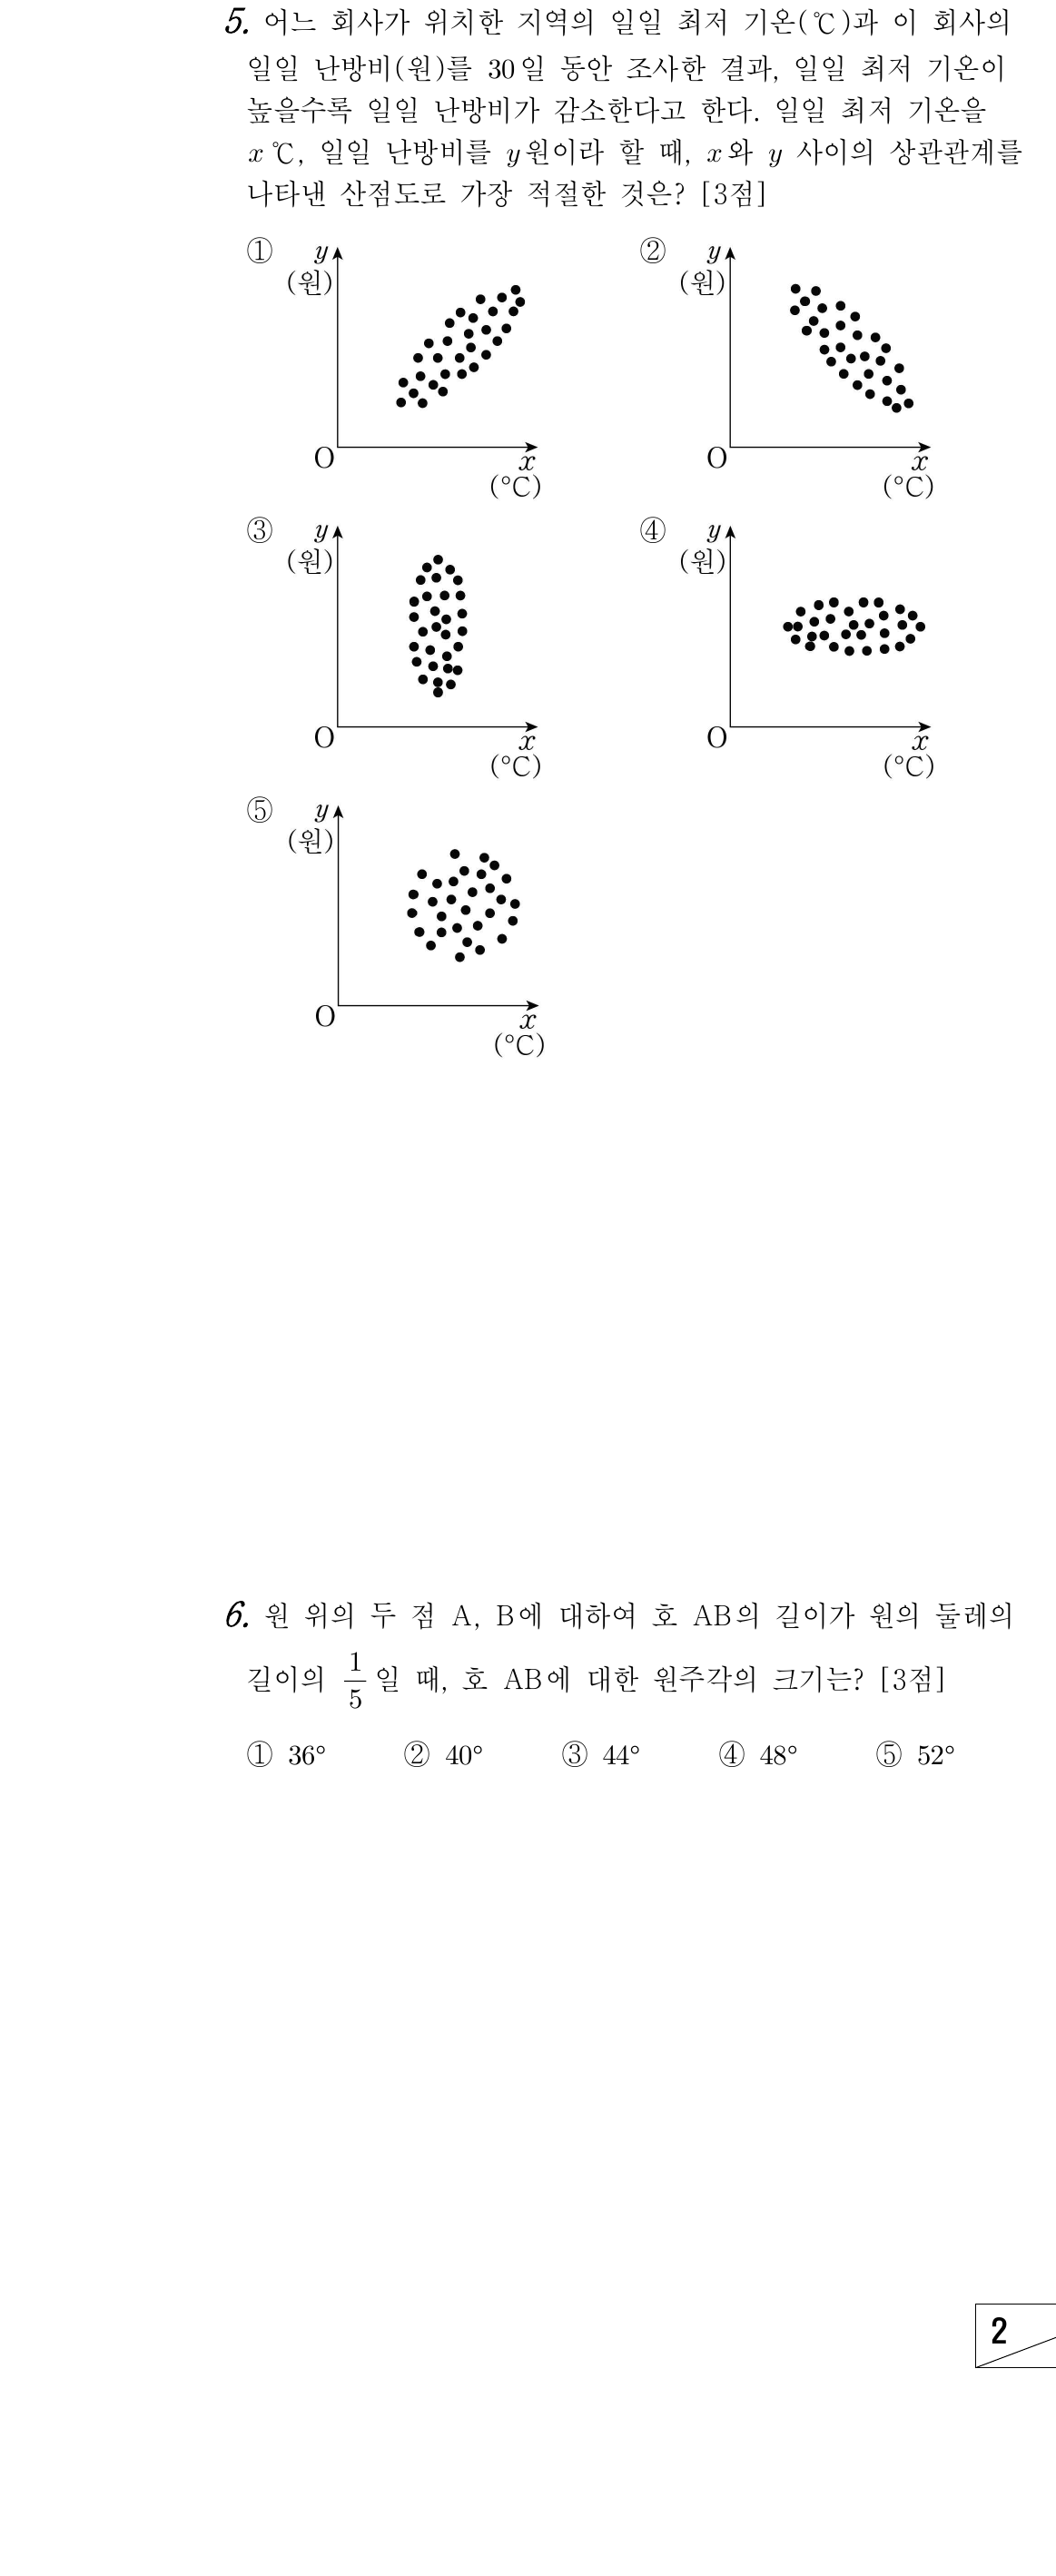 5. 어느 회사가 위치한 지역의 일일 최저 기온(℃)과 이 회사의
일일 난방비(원)를 30일 동안 조사한 결과, 일일 최저 기온이
높을수록 일일 난방비가 감소한다고 한다. 일일 최저 기온을
x℃, 일일 난방비를 y원이라 할 때, x와 y 사이의 상관관계를
나타낸 산점도로 가장 적절한 것은? [3점]
① y
(원)
O x
(℃)
② y
(원)
O x
(℃)
③ y
(원)
O x
(℃)
④ y
(원)
O x
(℃)
⑤ y
(원)
O x
(℃)
6. 원 위의 두 점 A, B에 대하여 호 AB의 길이가 원의 둘레의
길이의 1/5일 때, 호 AB에 대한 원주각의 크기는? [3점]
① 36° ② 40° ③ 44° ④ 48° ⑤ 52°
2